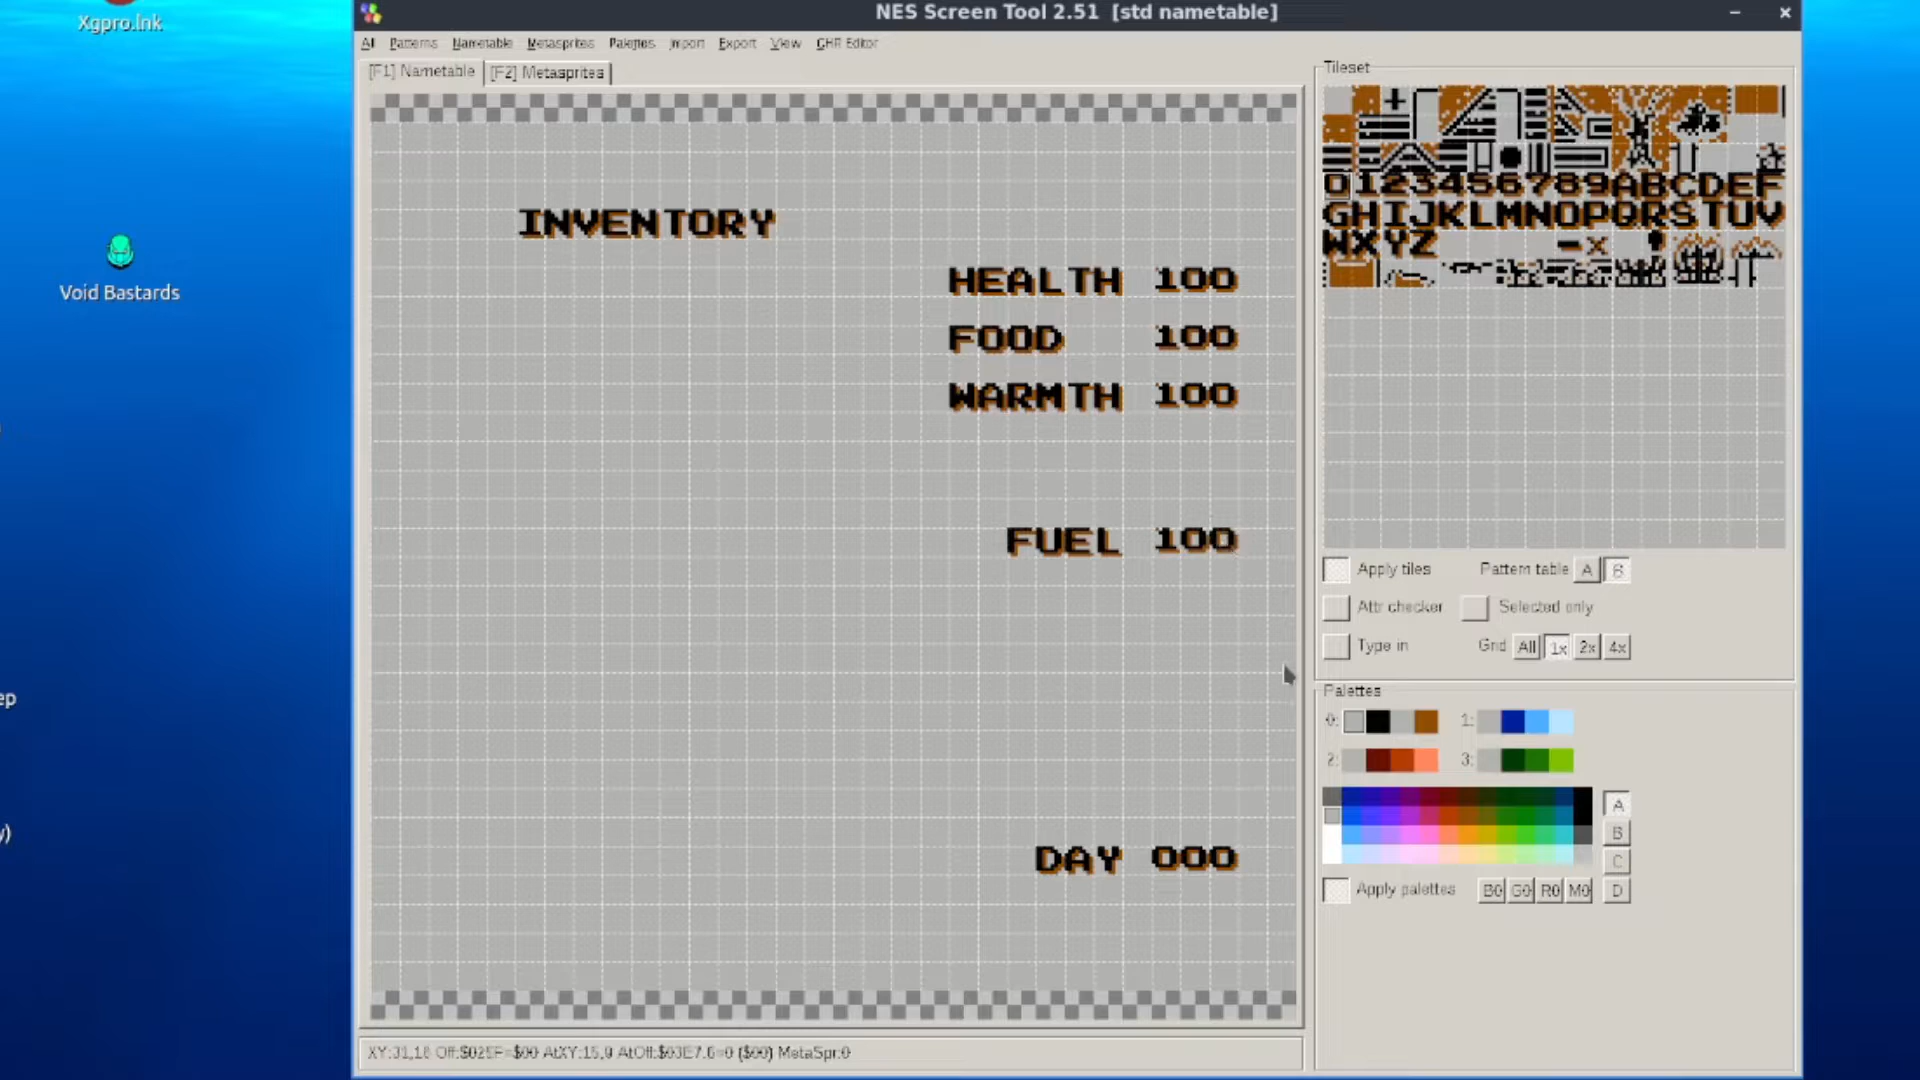 Xgpro.lnk
Void Bastards
ep
y)
NES Screen Tool 2.51 [std nametable]
All Patterns Nametable Metasprites Palettes Import Export View CHR Editor
[F1] Nametable [F2] Metasprites
INVENTORY
HEALTH 100
FOOD 100
WARMTH 100
FUEL 100
DAY 000
Tileset
0123456789ABCDEF
GHIJKLMNOPQRSTUV
WXYZ
Apply tiles Pattern table A B
Attr checker Selected only
Type in Grid All 1x 2x 4x
Palettes
0: 1:
2: 3:
A
B
C
Apply palettes B0 G0 R0 M0 D
MetaSpr:0